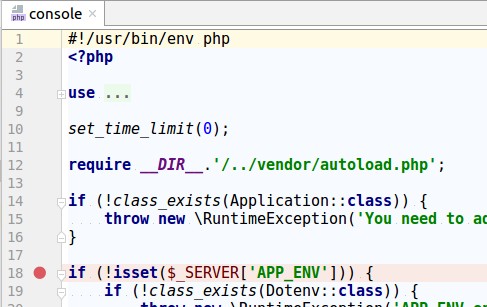 console
1 #!/usr/bin/env php
2 <?php
3
4 use ...
9
10 set_time_limit(0);
11
12 require __DIR__.'/../vendor/autoload.php';
13
14 if (!class_exists(Application::class)) {
15 throw new \RuntimeException('You need to ad
16 }
17
18 if (!isset($_SERVER['APP_ENV'])) {
19 if (!class_exists(Dotenv::class)) {